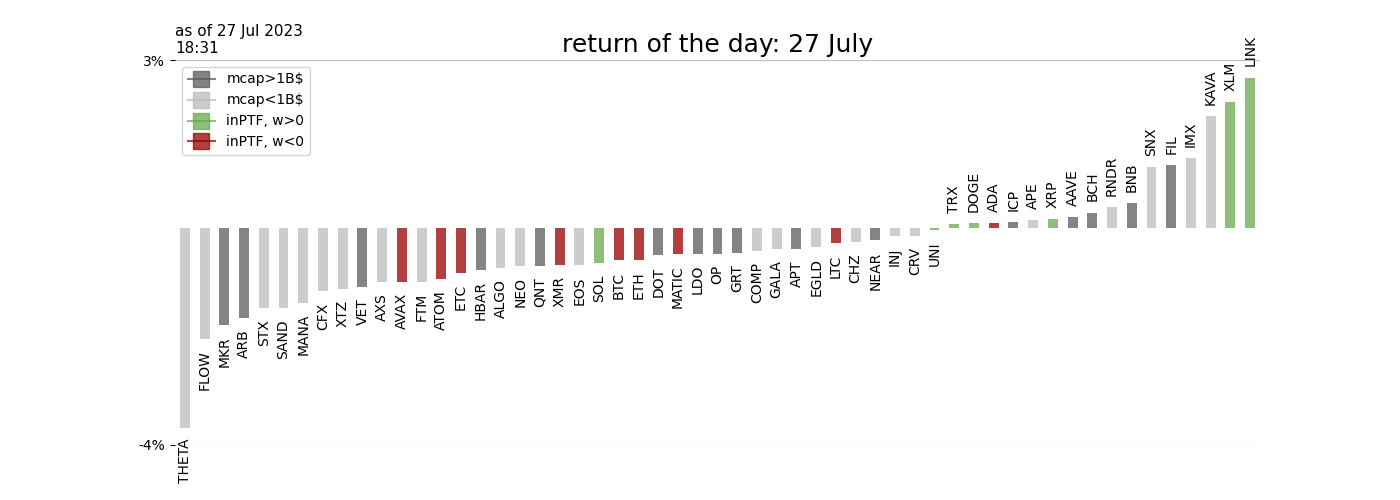 as of 27 Jul 2023
18:31
return of the day: 27 July
3%
-4%
mcap>1B$
mcap<1B$
inPTF, w>0
inPTF, w<0
THETA
FLOW
MKR
ARB
STX
SAND
MANA
CFX
XTZ
VET
AXS
AVAX
FTM
ATOM
ETC
HBAR
ALGO
NEO
QNT
XMR
EOS
SOL
BTC
ETH
DOT
MATIC
LDO
OP
GRT
COMP
GALA
APT
EGLD
LTC
CHZ
NEAR
INJ
CRV
UNI
TRX
DOGE
ADA
ICP
APE
XRP
AAVE
BCH
RNDR
BNB
SNX
FIL
IMX
KAVA
XLM
LINK